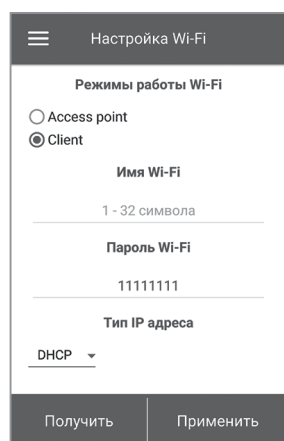 Настройка Wi-Fi
Режимы работы Wi-Fi
Access point
Client
Имя Wi-Fi
1 - 32 символа
Пароль Wi-Fi
11111111
Тип IP адреса
DHCP
Получить
Применить